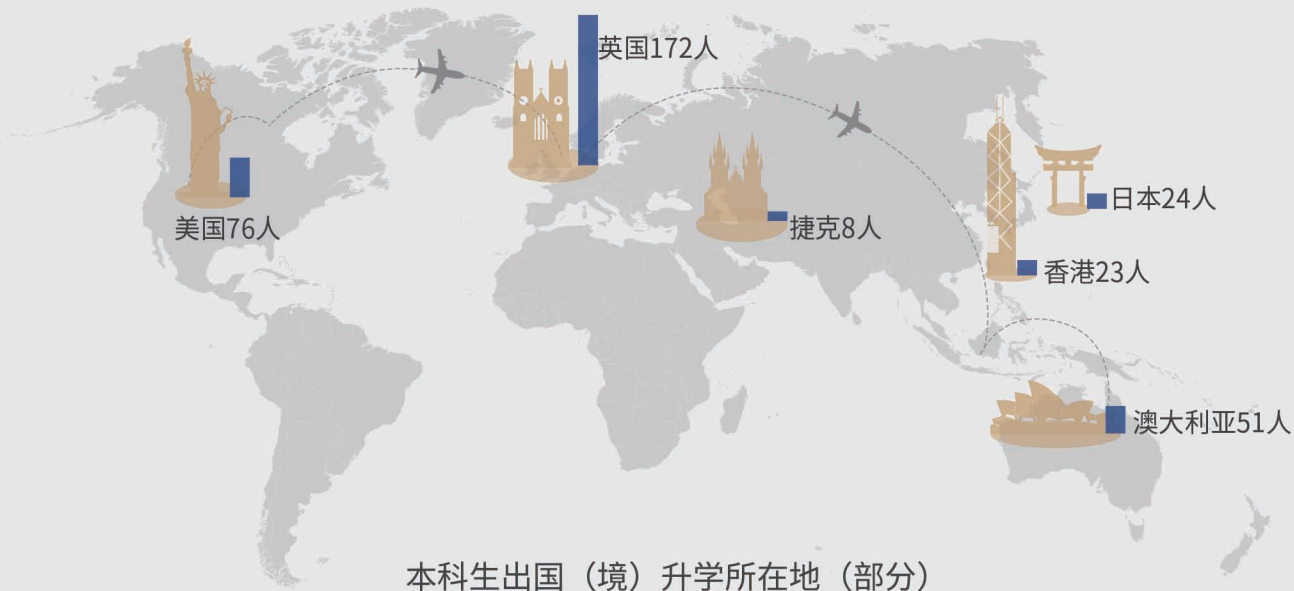 英国172人
美国76人
捷克8人
日本24人
香港23人
澳大利亚51人
本科生出国（境）升学所在地（部分）